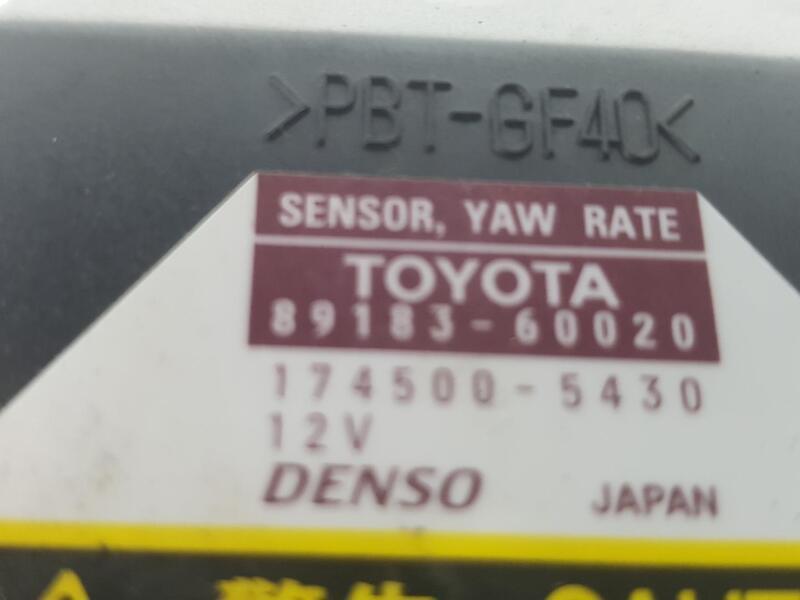 >PBT-GF40<
SENSOR, YAW RATE
TOYOTA
89183-60020
174500-5430
12V
DENSO JAPAN